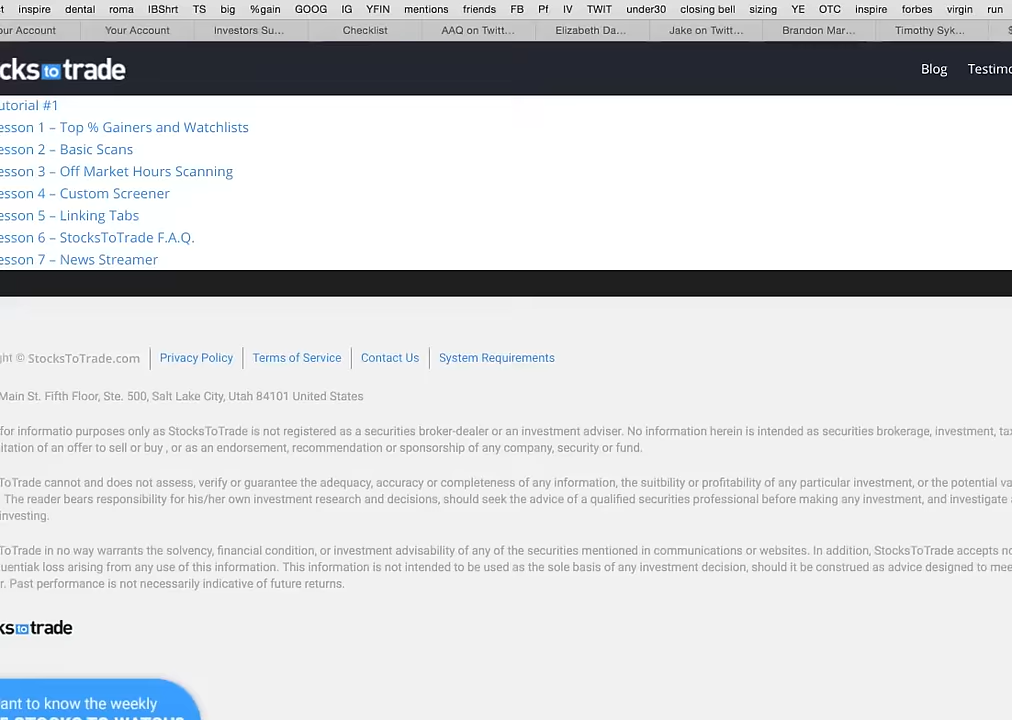 inspire dental roma IBShrt TS big %gain GOOG IG YFIN mentions friends FB Pf IV TWIT under30 closing bell sizing YE OTC inspire forbes virgin run
our Account Your Account Investors Su... Checklist AAQ on Twitt... Elizabeth Da... Jake on Twitt... Brandon Mar... Timothy Syk...
cks to trade Blog Testimo
utorial #1
esson 1 – Top % Gainers and Watchlists
esson 2 – Basic Scans
esson 3 – Off Market Hours Scanning
esson 4 – Custom Screener
esson 5 – Linking Tabs
esson 6 – StocksToTrade F.A.Q.
esson 7 – News Streamer
ght © StocksToTrade.com Privacy Policy Terms of Service Contact Us System Requirements
Main St. Fifth Floor, Ste. 500, Salt Lake City, Utah 84101 United States
for informatio purposes only as StocksToTrade is not registered as a securities broker-dealer or an investment adviser. No information herein is intended as securities brokerage, investment, tax
itation of an offer to sell or buy , or as an endorsement, recommendation or sponsorship of any company, security or fund.
ToTrade cannot and does not assess, verify or guarantee the adequacy, accuracy or completeness of any information, the suitbility or profitability of any particular investment, or the potential va
. The reader bears responsibility for his/her own investment research and decisions, should seek the advice of a qualified securities professional before making any investment, and investigate a
investing.
ToTrade in no way warrants the solvency, financial condition, or investment advisability of any of the securities mentioned in communications or websites. In addition, StocksToTrade accepts no
quentiak loss arising from any use of this information. This information is not intended to be used as the sole basis of any investment decision, should it be construed as advice designed to mee
r. Past performance is not necessarily indicative of future returns.
ks to trade
ant to know the weekly
STOCKS TO WATCH?